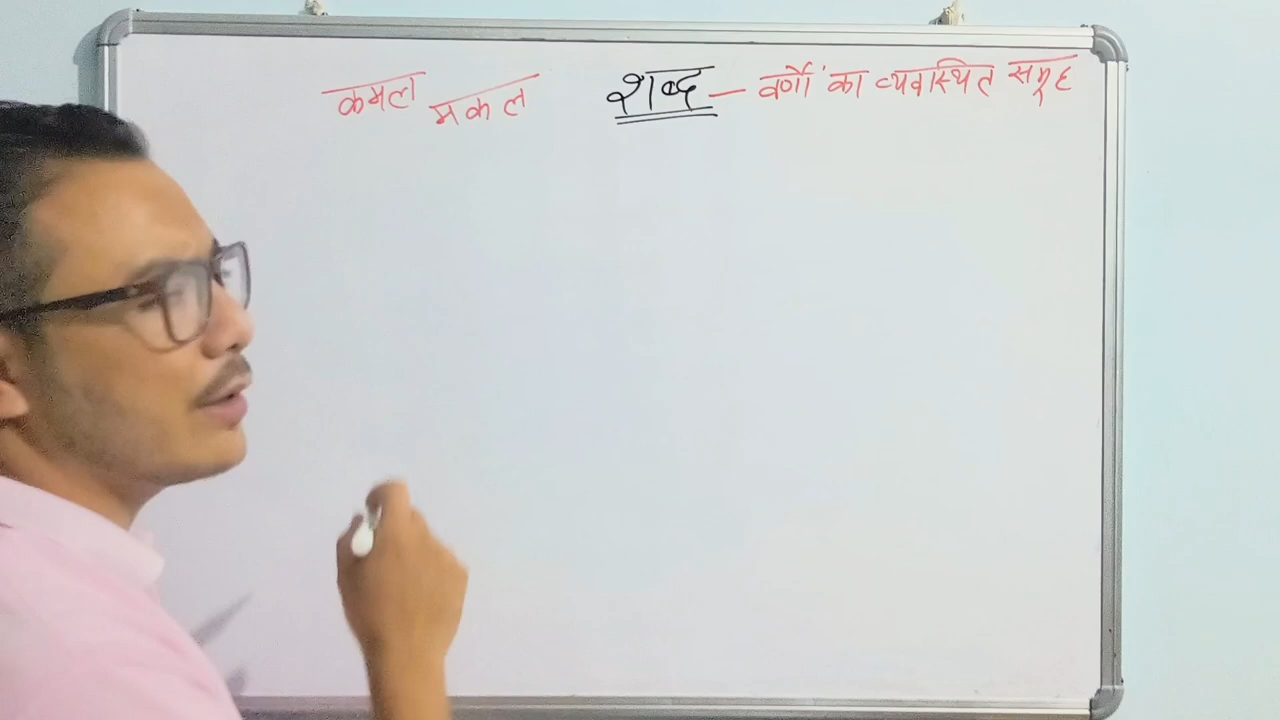 कमल मकल शब्द — वर्णों का व्यवस्थित समूह